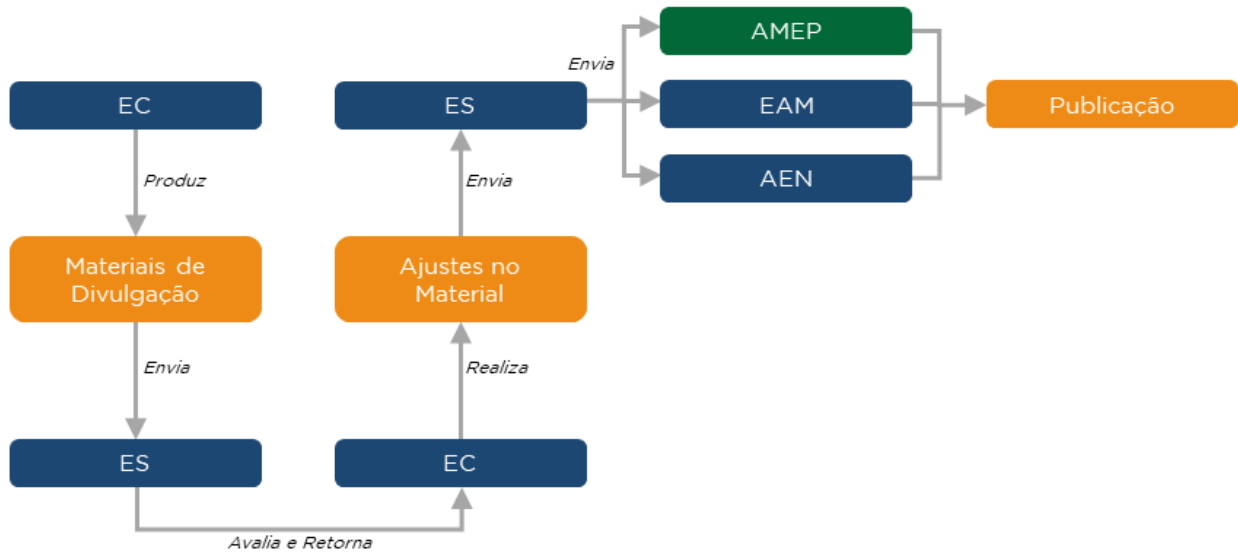 EC
Produz
Materiais de
Divulgação
Envia
ES
Avalia e Retorna
EC
Realiza
Ajustes no
Material
Envia
ES
Envia
AMEP
EAM
AEN
Publicação